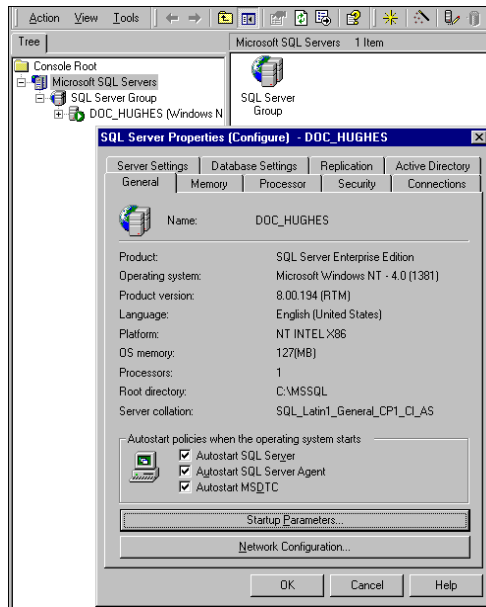 Action View Tools
Tree
Microsoft SQL Servers 1 Item
Console Root
Microsoft SQL Servers
SQL Server Group
DOC_HUGHES (Windows N
SQL Server
Group
SQL Server Properties (Configure) - DOC_HUGHES
Server Settings Database Settings Replication Active Directory
General Memory Processor Security Connections
Name: DOC_HUGHES
Product: SQL Server Enterprise Edition
Operating system: Microsoft Windows NT - 4.0 (1381)
Product version: 8.00.194 (RTM)
Language: English (United States)
Platform: NT INTEL X86
OS memory: 127(MB)
Processors: 1
Root directory: C:\MSSQL
Server collation: SQL_Latin1_General_CP1_CI_AS
Autostart policies when the operating system starts
Autostart SQL Server
Autostart SQL Server Agent
Autostart MSDTC
Startup Parameters...
Network Configuration...
OK Cancel Help